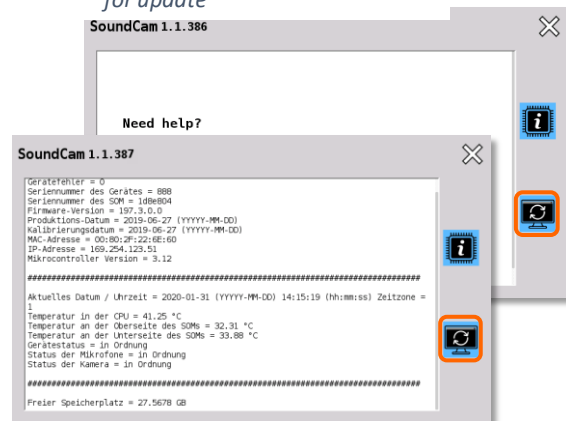 for update
SoundCam 1.1.386
Need help?
SoundCam 1.1.387
Gerätefehler = 0
Seriennummer des Gerätes = 888
Seriennummer des SOM = 1dBe804
Firmware-Version = 197.3.0.0
Produktions-Datum = 2019-06-27 (YYYYY-MM-DD)
Kalibrierungsdatum = 2019-06-27 (YYYYY-MM-DD)
MAC-Adresse = 00:80:2F:22:6E:60
IP-Adresse = 169.254.123.51
Mikrocontroller Version = 3.12
################################################################################
Aktuelles Datum / Uhrzeit = 2020-01-31 (YYYYY-MM-DD) 14:15:19 (hh:mm:ss) Zeitzone =
1
Temperatur in der CPU = 41.25 °C
Temperatur an der Oberseite des SOMs = 32.31 °C
Temperatur an der Unterseite des SOMs = 33.88 °C
Gerätestatus = in Ordnung
Status der Mikrofone = in Ordnung
Status der Kamera = in Ordnung
################################################################################
Freier Speicherplatz = 27.5678 GB